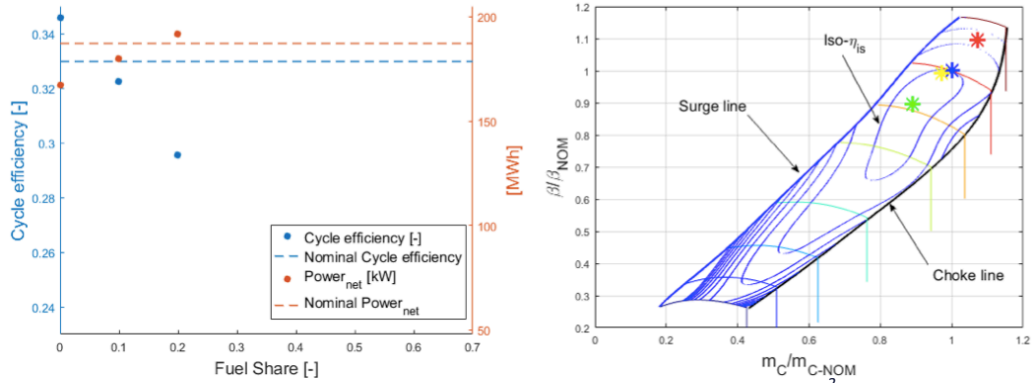 0.34
0.32
0.3
0.28
0.26
0.24
Cycle efficiency [-]
200
150
100
50
[MWh]
Cycle efficiency [-]
Nominal Cycle efficiency
Power_net [kW]
Nominal Power_net
0 0.1 0.2 0.3 0.4 0.5 0.6 0.7
Fuel Share [-]
1.2
1.1
1
0.9
0.8
0.7
0.6
0.5
0.4
0.3
0.2
β/β_NOM
Iso-η_is
Surge line
Choke line
0 0.2 0.4 0.6 0.8 1 1.2
m_C/m_C-NOM
2